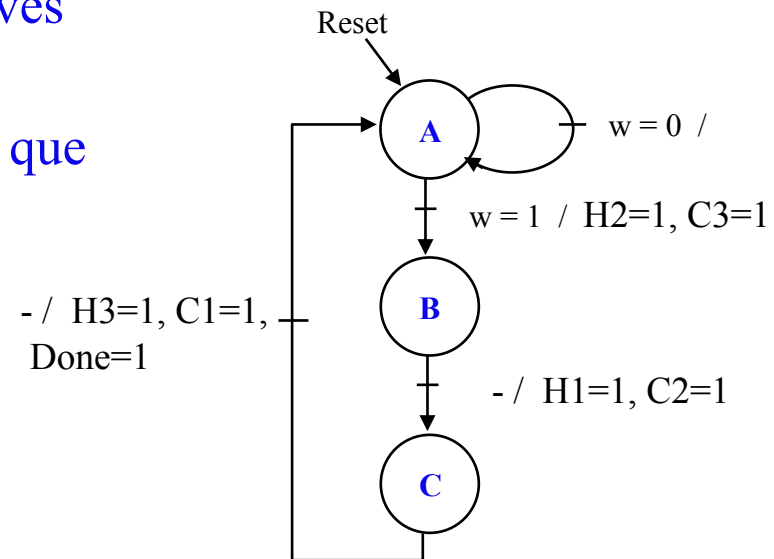 ves
Reset
A
w = 0 /
que
w = 1 / H2=1, C3=1
B
- / H3=1, C1=1,
Done=1
- / H1=1, C2=1
C